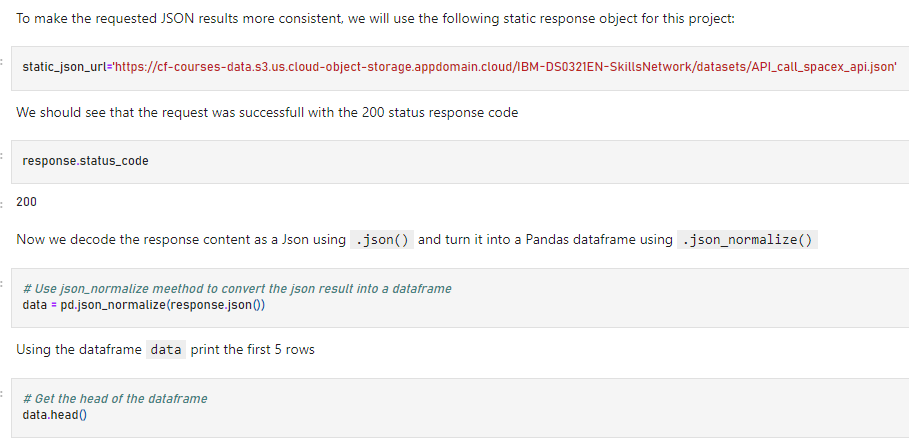 To make the requested JSON results more consistent, we will use the following static response object for this project:
static_json_url='https://cf-courses-data.s3.us.cloud-object-storage.appdomain.cloud/IBM-DS0321EN-SkillsNetwork/datasets/API_call_spacex_api.json'
We should see that the request was successfull with the 200 status response code
response.status_code
200
Now we decode the response content as a Json using .json() and turn it into a Pandas dataframe using .json_normalize()
# Use json_normalize meethod to convert the json result into a dataframe
data = pd.json_normalize(response.json())
Using the dataframe data print the first 5 rows
# Get the head of the dataframe
data.head()